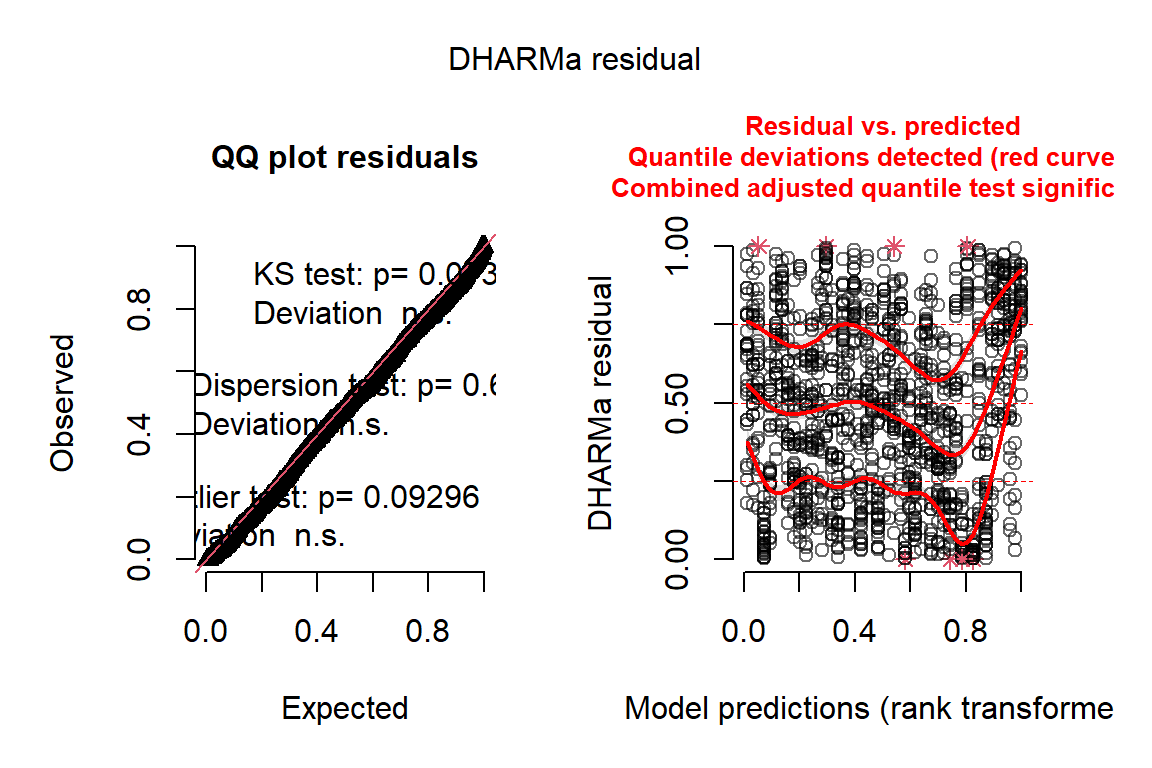 DHARMa residual
QQ plot residuals
KS test: p=
Deviation n.s.
Dispersion test: p= 0.6
Deviation n.s.
tlier test: p= 0.09296
viation n.s.
Observed
0.0 0.4 0.8
0.0 0.4 0.8
Expected
Residual vs. predicted
Quantile deviations detected (red curve
Combined adjusted quantile test signific
DHARMa residual
0.00 0.50 1.00
0.0 0.4 0.8
Model predictions (rank transforme